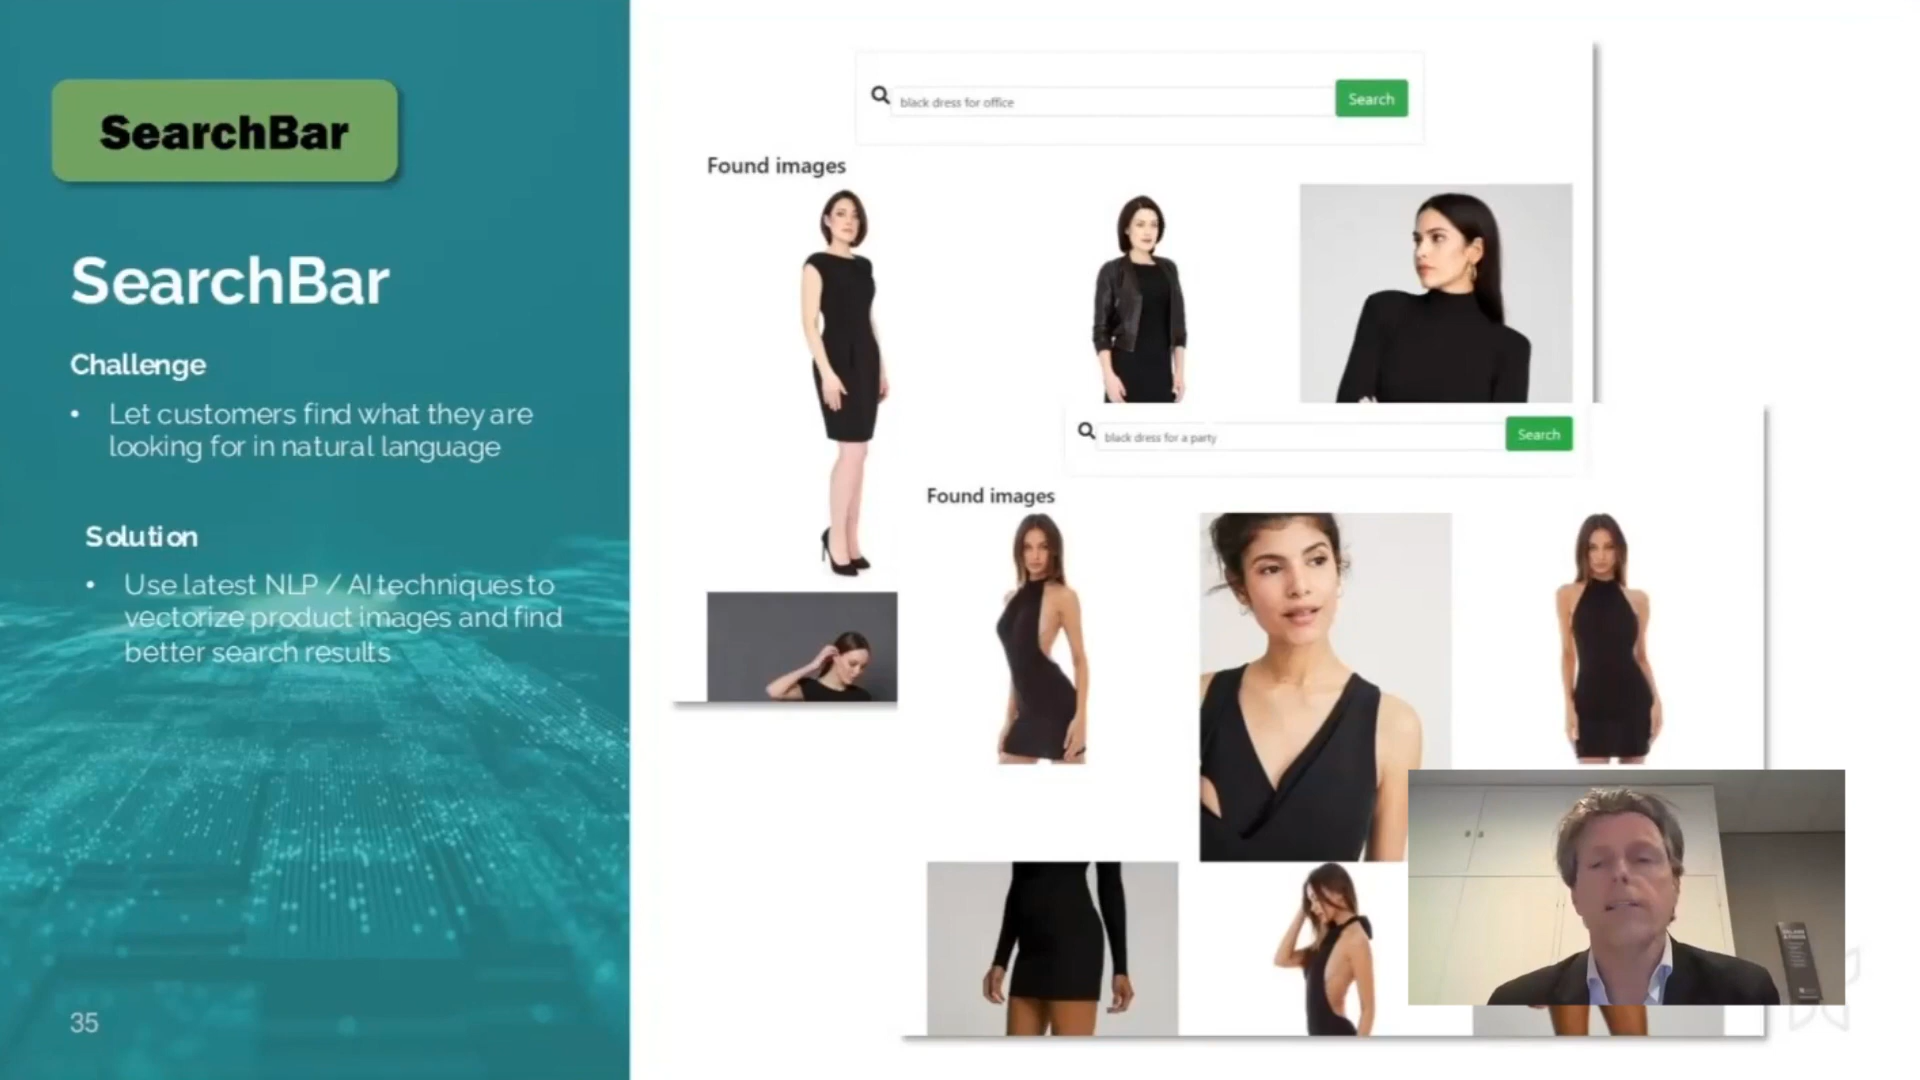 SearchBar
SearchBar
Challenge
• Let customers find what they are
looking for in natural language
Solution
• Use latest NLP / AI techniques to
vectorize product images and find
better search results
35
black dress for office
Search
Found images
black dress for a party
Search
Found images